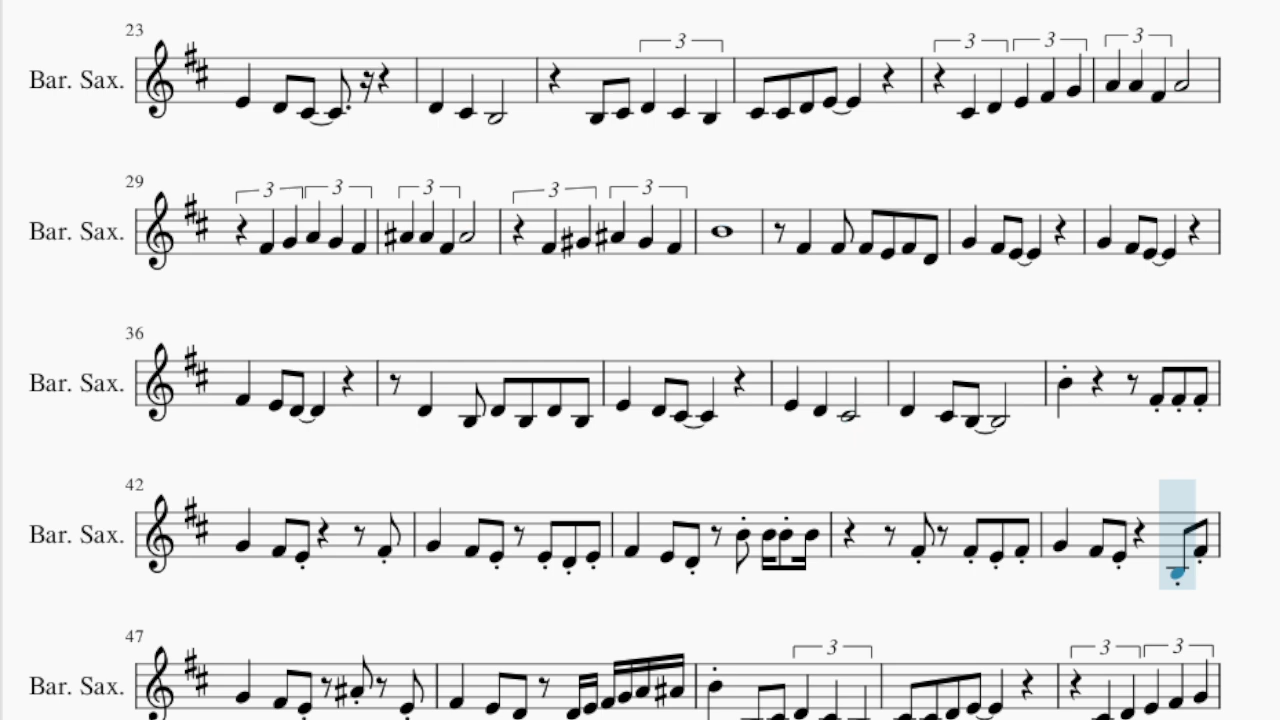 23
3
3 3 3
Bar. Sax.
29
3 3 3 3 3
Bar. Sax.
36
Bar. Sax.
42
Bar. Sax.
47
3 3 3
Bar. Sax.